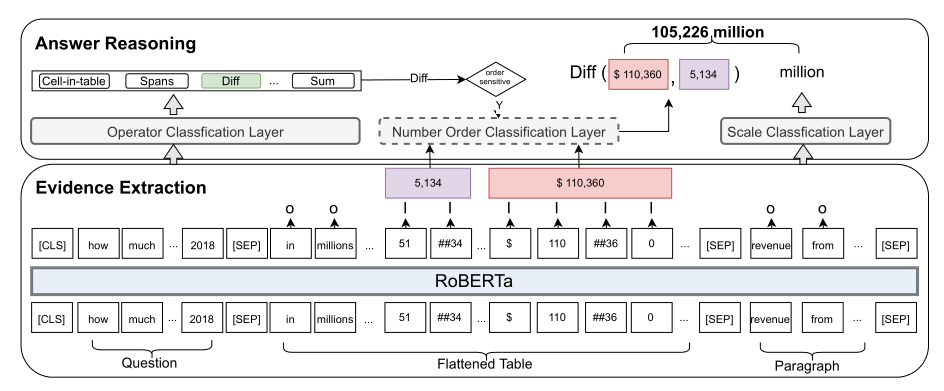 105,226 million
Answer Reasoning
Cell-in-table Spans Diff ... Sum
Diff
order
sensitive
Diff ( $ 110,360 , 5,134 )
million
Y
Operator Classfication Layer
Number Order Classification Layer
Scale Classfication Layer
Evidence Extraction
5,134
$ 110,360
O O I I I I I I O O
[CLS] how much ... 2018 [SEP] in millions ... 51 ##34 ... $ 110 ##36 0 ... [SEP] revenue from ... [SEP]
RoBERTa
[CLS] how much ... 2018 [SEP] in millions ... 51 ##34 ... $ 110 ##36 0 ... [SEP] revenue from ... [SEP]
Question
Flattened Table
Paragraph